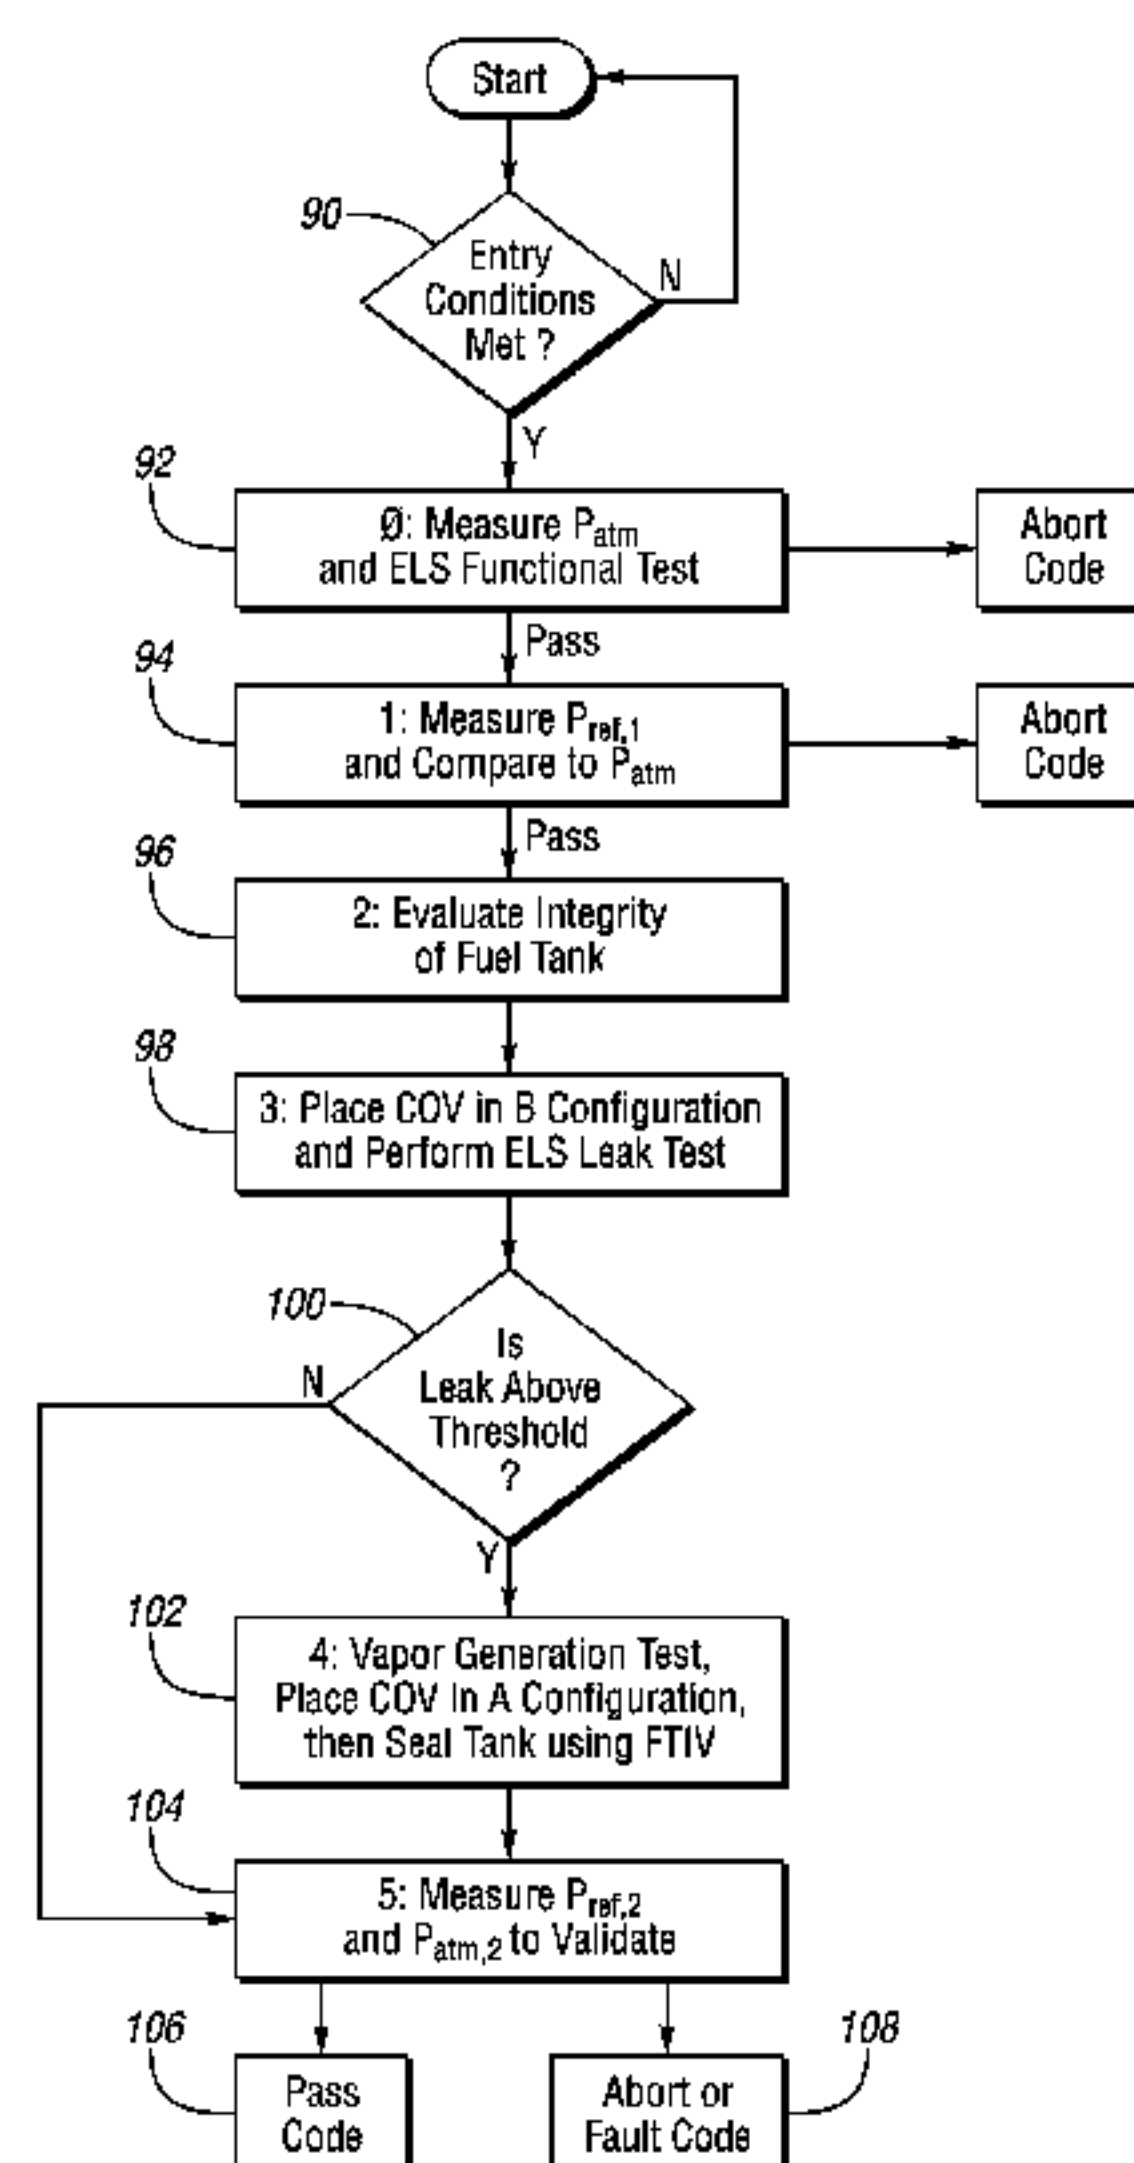 Start
90
Entry
Conditions
Met ?
N
Y
92
Ø: Measure Patm
and ELS Functional Test
Abort
Code
Pass
94
1: Measure Pref,1
and Compare to Patm
Abort
Code
Pass
96
2: Evaluate Integrity
of Fuel Tank
98
3: Place COV in B Configuration
and Perform ELS Leak Test
100
Is
Leak Above
Threshold
?
N
Y
102
4: Vapor Generation Test,
Place COV in A Configuration,
then Seal Tank using FTIV
104
5: Measure Pref,2
and Patm,2 to Validate
106
Pass
Code
Abort or
Fault Code
108